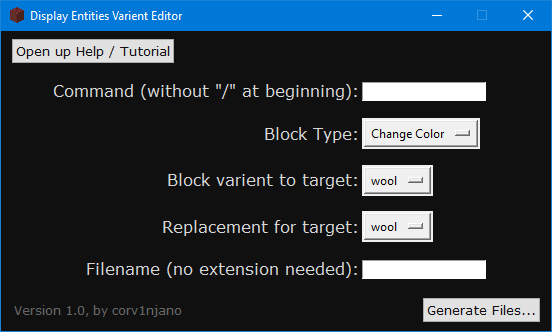 Display Entities Varient Editor
Open up Help / Tutorial
Command (without "/" at beginning):
Block Type: Change Color
Block varient to target: wool
Replacement for target: wool
Filename (no extension needed):
Version 1.0, by corv1njano Generate Files...